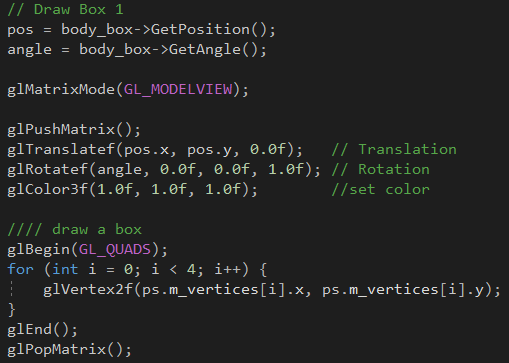 // Draw Box 1
pos = body_box->GetPosition();
angle = body_box->GetAngle();
glMatrixMode(GL_MODELVIEW);
glPushMatrix();
glTranslatef(pos.x, pos.y, 0.0f);   // Translation
glRotatef(angle, 0.0f, 0.0f, 1.0f); // Rotation
glColor3f(1.0f, 1.0f, 1.0f);        //set color
//// draw a box
glBegin(GL_QUADS);
for (int i = 0; i < 4; i++) {
    glVertex2f(ps.m_vertices[i].x, ps.m_vertices[i].y);
}
glEnd();
glPopMatrix();